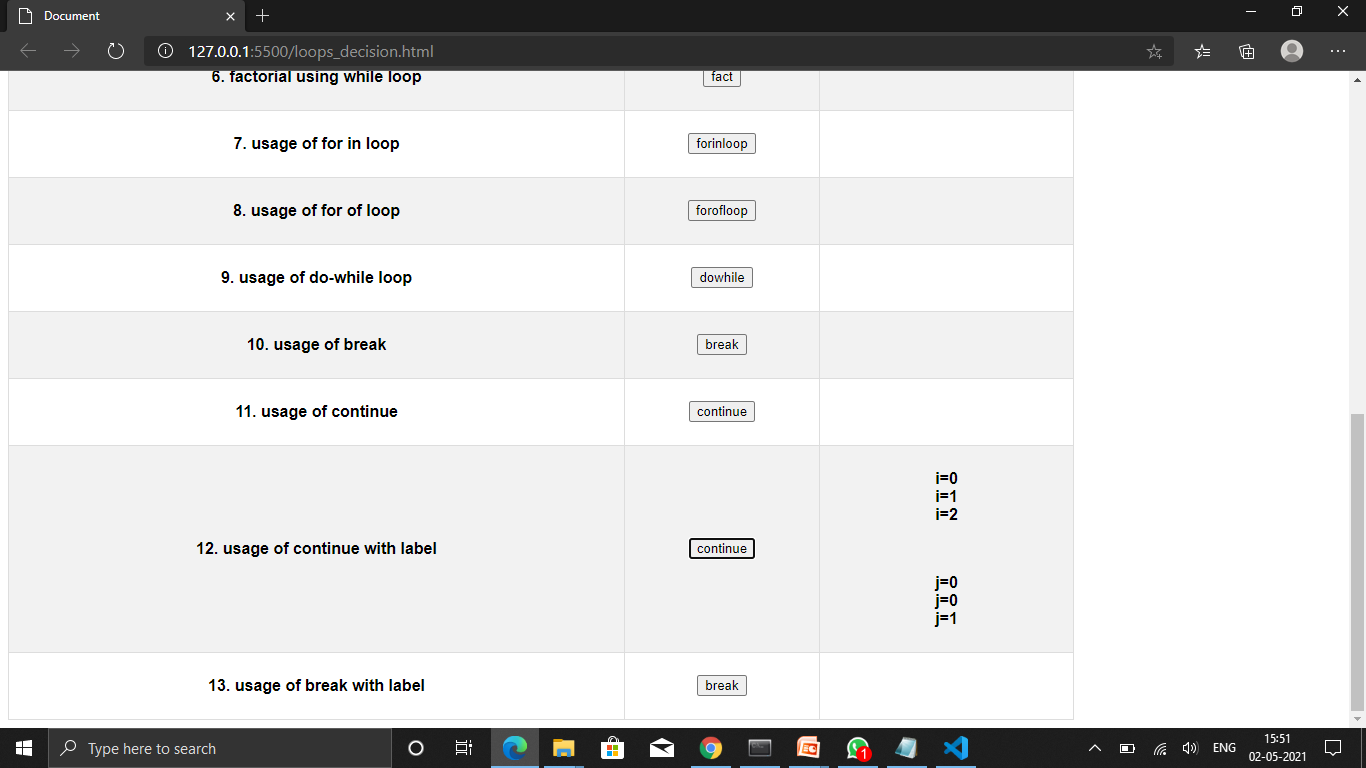 Document
127.0.0.1:5500/loops_decision.html
6. factorial using while loop
fact
7. usage of for in loop
forinloop
8. usage of for of loop
forofloop
9. usage of do-while loop
dowhile
10. usage of break
break
11. usage of continue
continue
12. usage of continue with label
continue
i=0
i=1
i=2
j=0
j=0
j=1
13. usage of break with label
break
Type here to search
1
ENG
15:51
02-05-2021